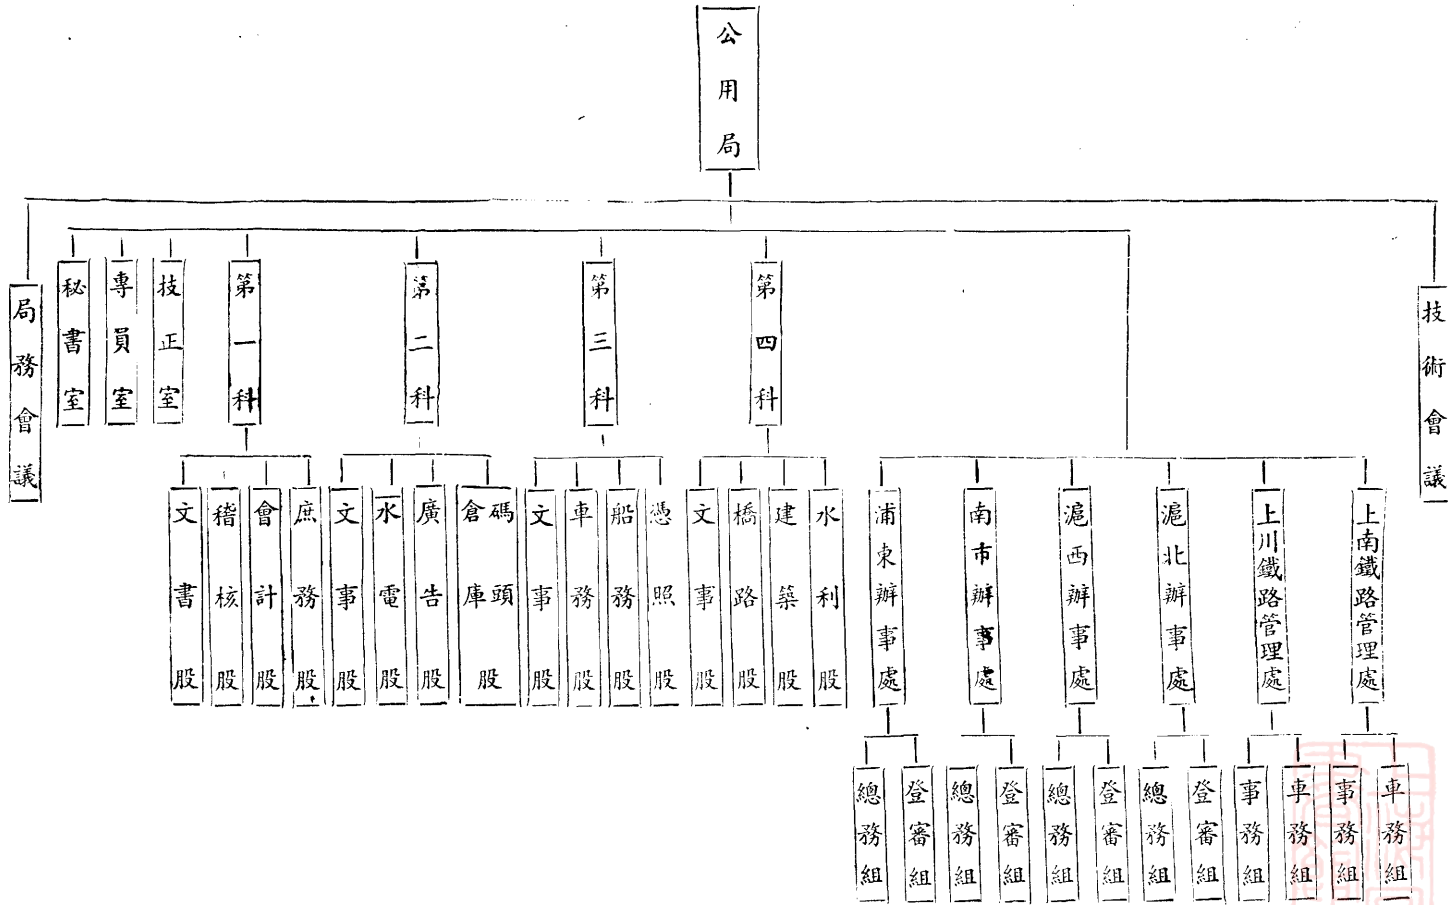 公用局
局務會議
秘書室
專員室
技正室
第一科
第二科
第三科
第四科
技術會議
文書股
稽核股
會計股
庶務股
文事股
水電股
廣告股
碼頭倉庫股
文事股
車務股
船務股
憑照股
文事股
橋路股
建築股
水利股
浦東辦事處
南市辦事處
滬西辦事處
滬北辦事處
上川鐵路管理處
上南鐵路管理處
總務組
登審組
總務組
登審組
總務組
登審組
總務組
登審組
事務組
車務組
事務組
車務組